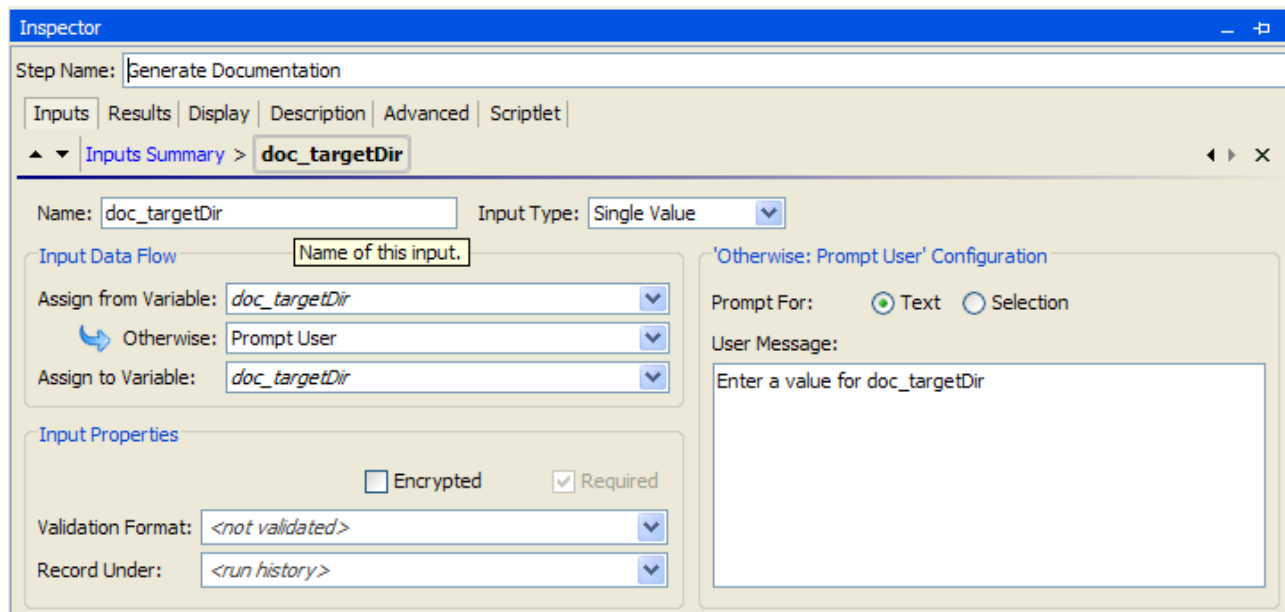 Inspector
Step Name: Generate Documentation
Inputs Results Display Description Advanced Scriptlet
Inputs Summary > doc_targetDir
Name: doc_targetDir Input Type: Single Value
Name of this input.
Input Data Flow
Assign from Variable: doc_targetDir
Otherwise: Prompt User
Assign to Variable: doc_targetDir
Input Properties
Encrypted Required
Validation Format: <not validated>
Record Under: <run history>
'Otherwise: Prompt User' Configuration
Prompt For: Text Selection
User Message:
Enter a value for doc_targetDir